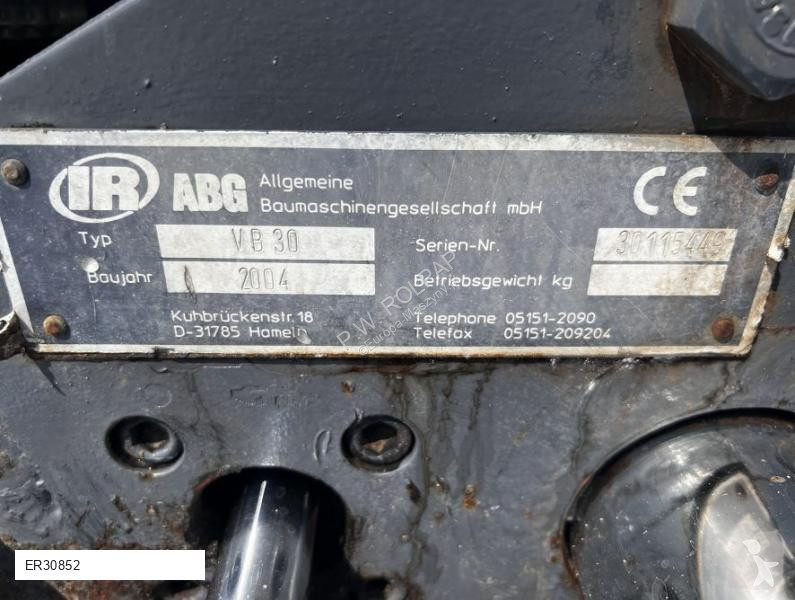 IR ABG Allgemeine
Baumaschinengesellschaft mbH
CE
Typ VB 30
Serien-Nr. 30115449
Baujahr 2004
Betriebsgewicht kg
Kuhbrückenstr.18
D-31785 Hameln
Telephone 05151-2090
Telefax 05151-209204
P.W. ROLBAP
ER30852